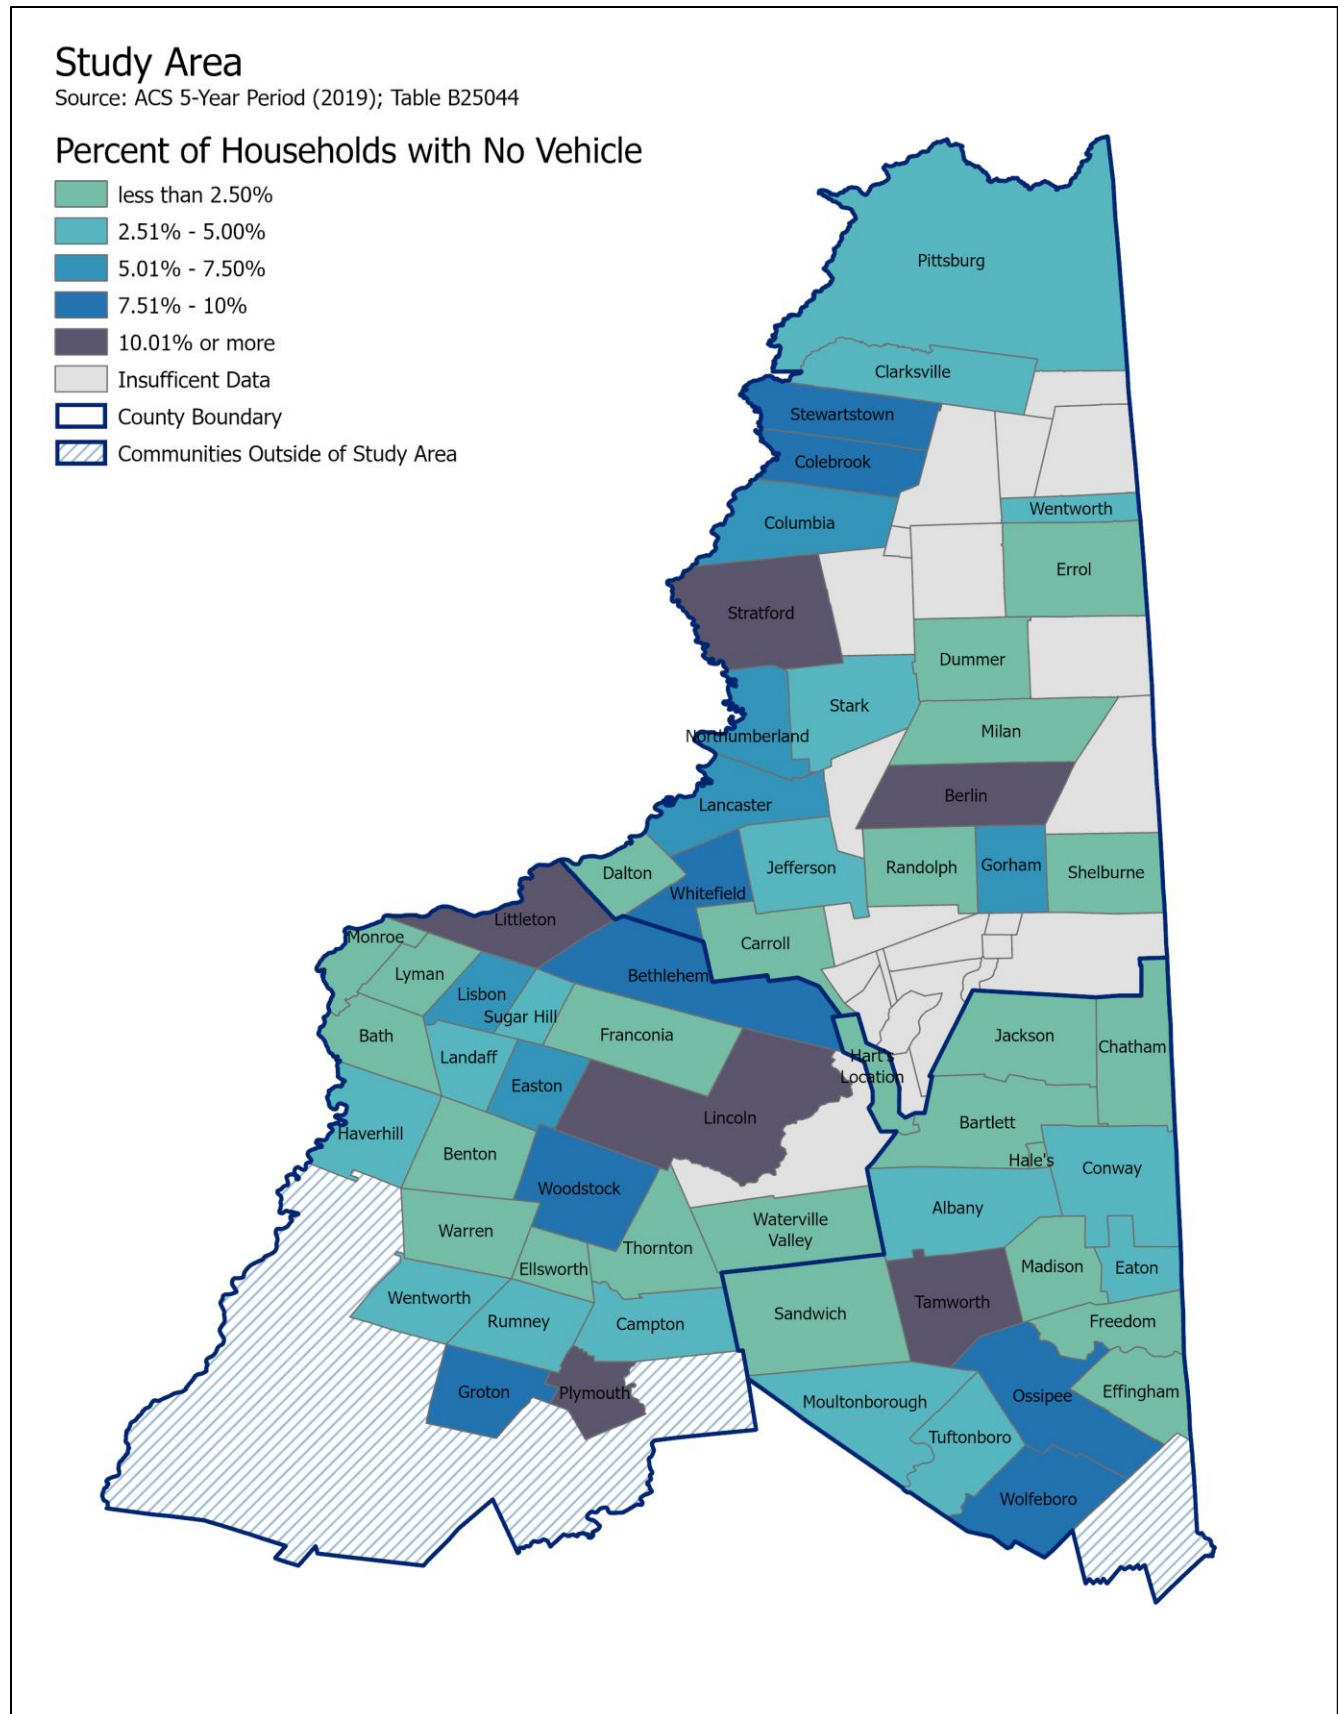 Study Area
Source: ACS 5-Year Period (2019); Table B25044
Percent of Households with No Vehicle
less than 2.50%
2.51% - 5.00%
5.01% - 7.50%
7.51% - 10%
10.01% or more
Insufficent Data
County Boundary
Communities Outside of Study Area
Pittsburg
Clarksville
Stewartstown
Colebrook
Wentworth
Columbia
Errol
Stratford
Dummer
Stark
Milan
Northumberland
Berlin
Lancaster
Jefferson
Randolph
Gorham
Shelburne
Dalton
Whitefield
Littleton
Monroe
Carroll
Lyman
Bethlehem
Lisbon
Sugar Hill
Bath
Franconia
Jackson
Chatham
Landaff
Hart's
Location
Easton
Lincoln
Bartlett
Haverhill
Benton
Hale's
Conway
Woodstock
Albany
Warren
Waterville
Valley
Thornton
Ellsworth
Madison
Eaton
Wentworth
Tamworth
Sandwich
Rumney
Campton
Freedom
Groton
Plymouth
Moultonborough
Ossipee
Effingham
Tuftonboro
Wolfeboro